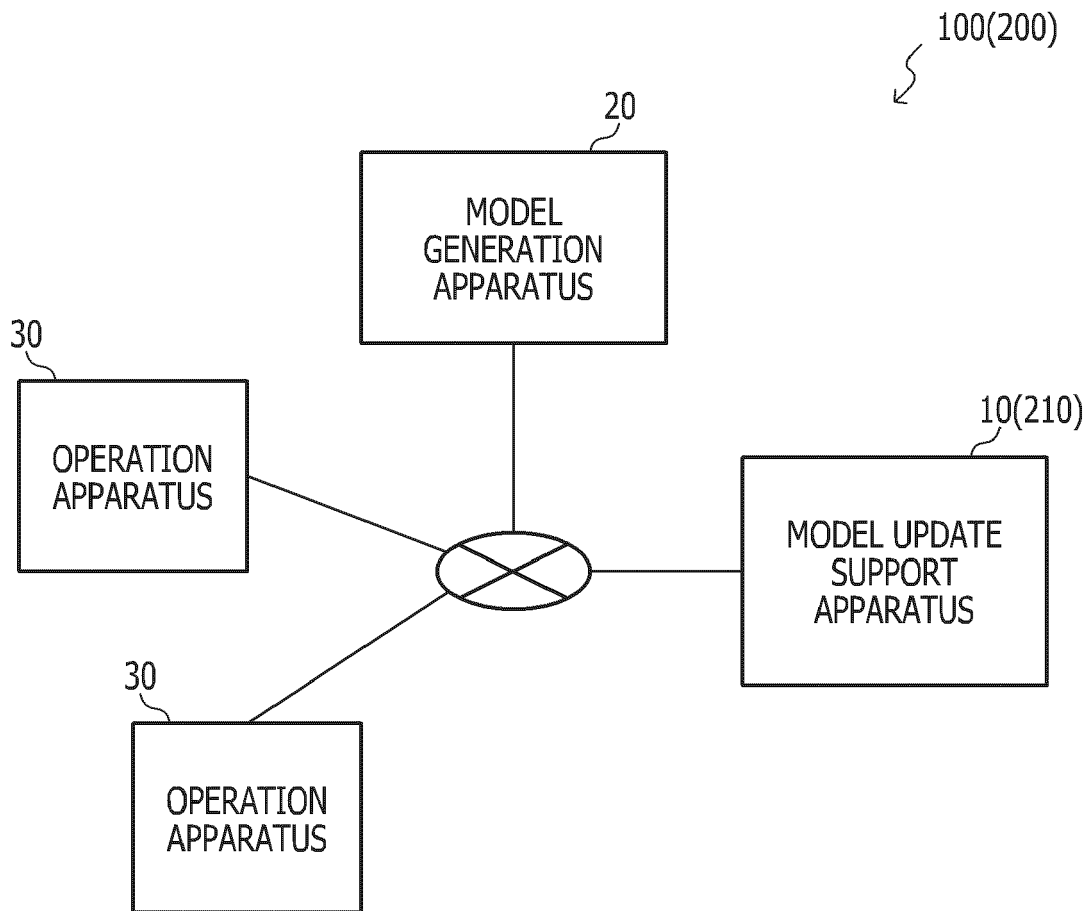 100(200)
20
MODEL
GENERATION
APPARATUS
30
OPERATION
APPARATUS
10(210)
MODEL UPDATE
SUPPORT
APPARATUS
30
OPERATION
APPARATUS